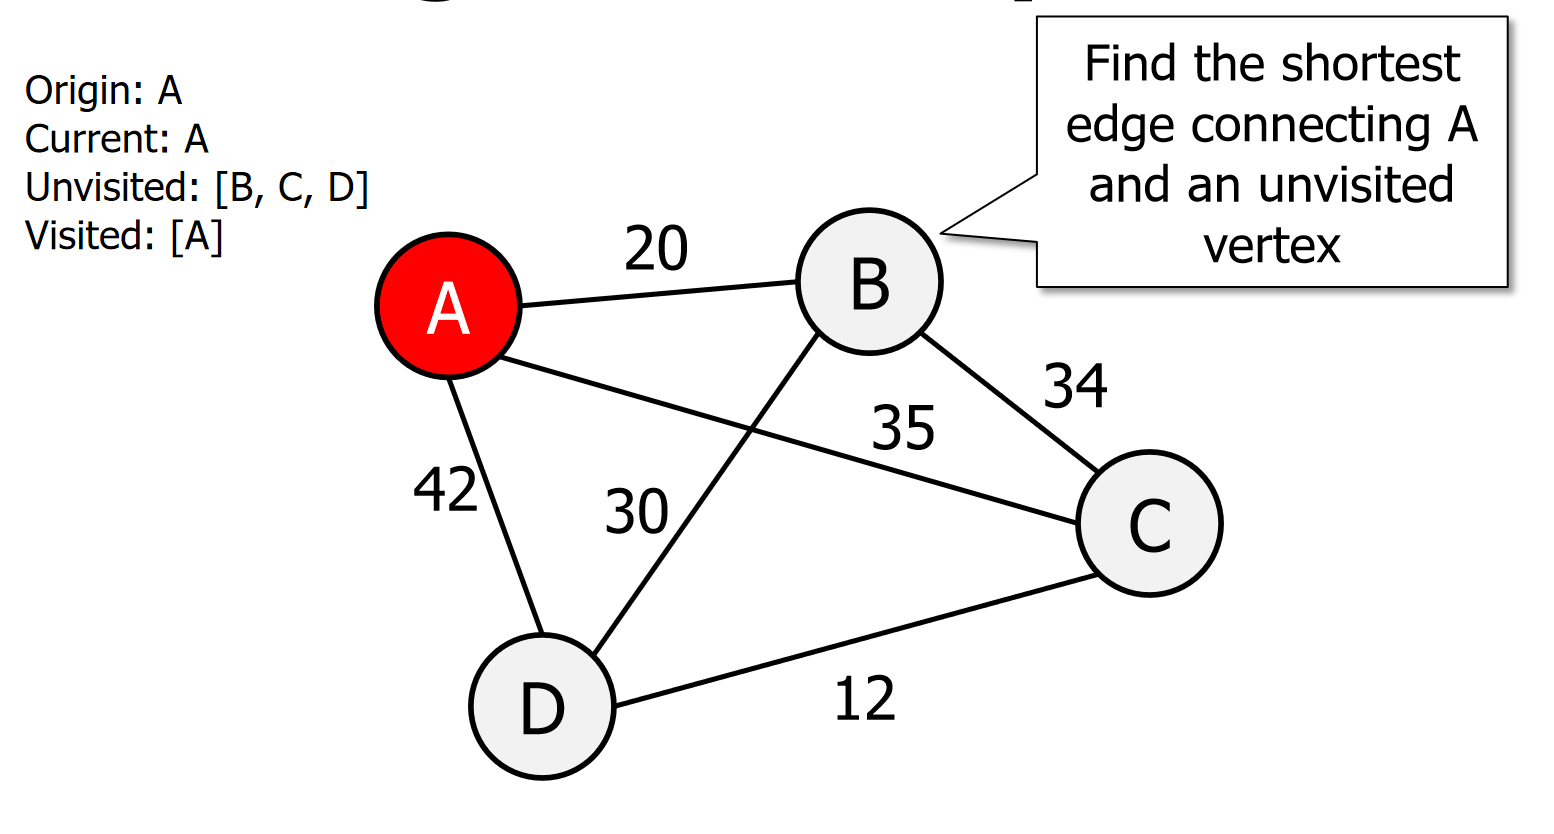 Origin: A
Current: A
Unvisited: [B, C, D]
Visited: [A]
Find the shortest
edge connecting A
and an unvisited
vertex
20
A
B
34
35
42
30
C
D
12